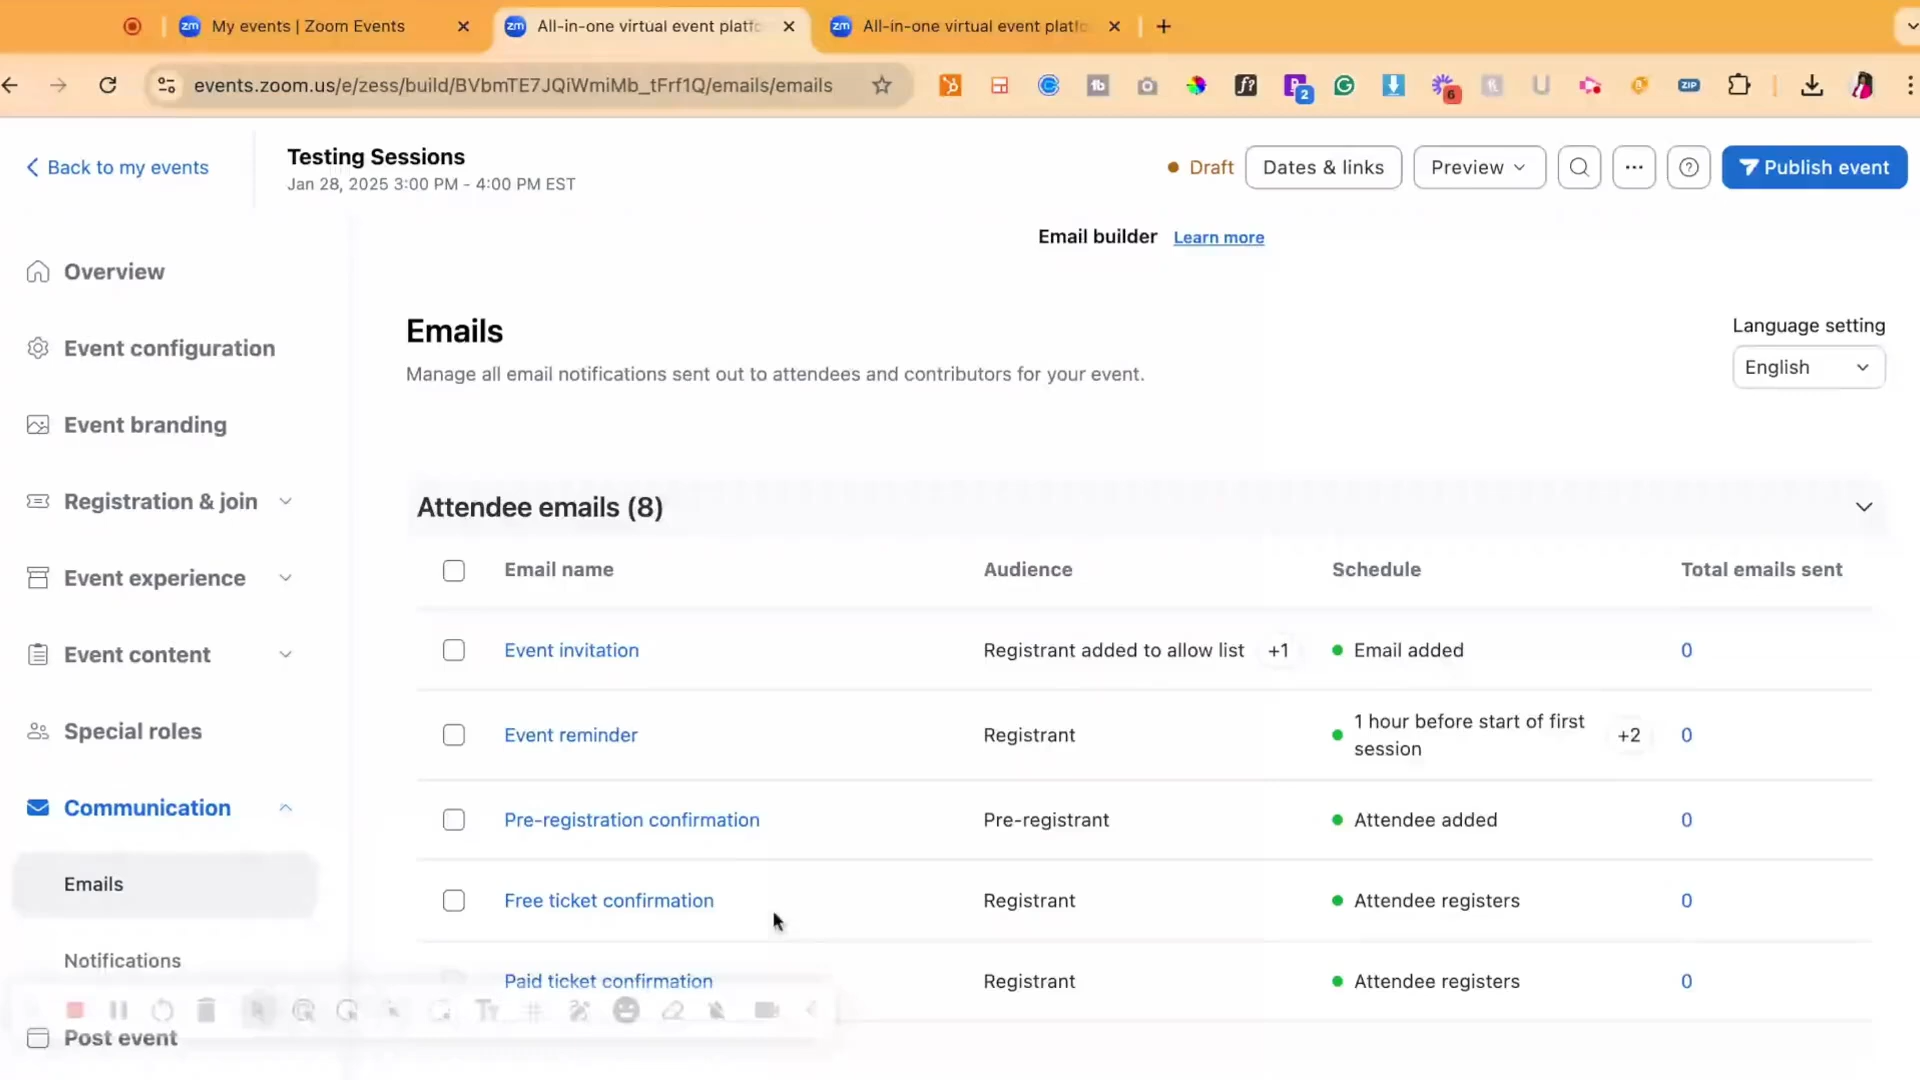 My events | Zoom Events
All-in-one virtual event platfo
All-in-one virtual event platfo
events.zoom.us/e/zess/build/BVbmTE7JQiWmiMb_tFrf1Q/emails/emails
2
6
ZIP
Back to my events
Testing Sessions
Jan 28, 2025 3:00 PM - 4:00 PM EST
Draft
Dates & links
Preview
Publish event
Email builder Learn more
Overview
Event configuration
Event branding
Registration & join
Event experience
Event content
Special roles
Communication
Emails
Notifications
Post event
Emails
Manage all email notifications sent out to attendees and contributors for your event.
Language setting
English
Attendee emails (8)
Email name Audience Schedule Total emails sent
Event invitation Registrant added to allow list +1 Email added 0
Event reminder Registrant 1 hour before start of first session +2 0
Pre-registration confirmation Pre-registrant Attendee added 0
Free ticket confirmation Registrant Attendee registers 0
Paid ticket confirmation Registrant Attendee registers 0